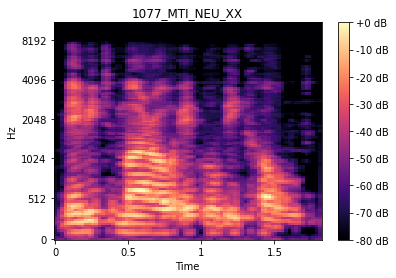 1077_MTI_NEU_XX
+0 dB
8192
-10 dB
4096
-20 dB
-30 dB
2048
Hz
-40 dB
1024
-50 dB
512
-60 dB
-70 dB
0
-80 dB
0
0.5
1
1.5
Time